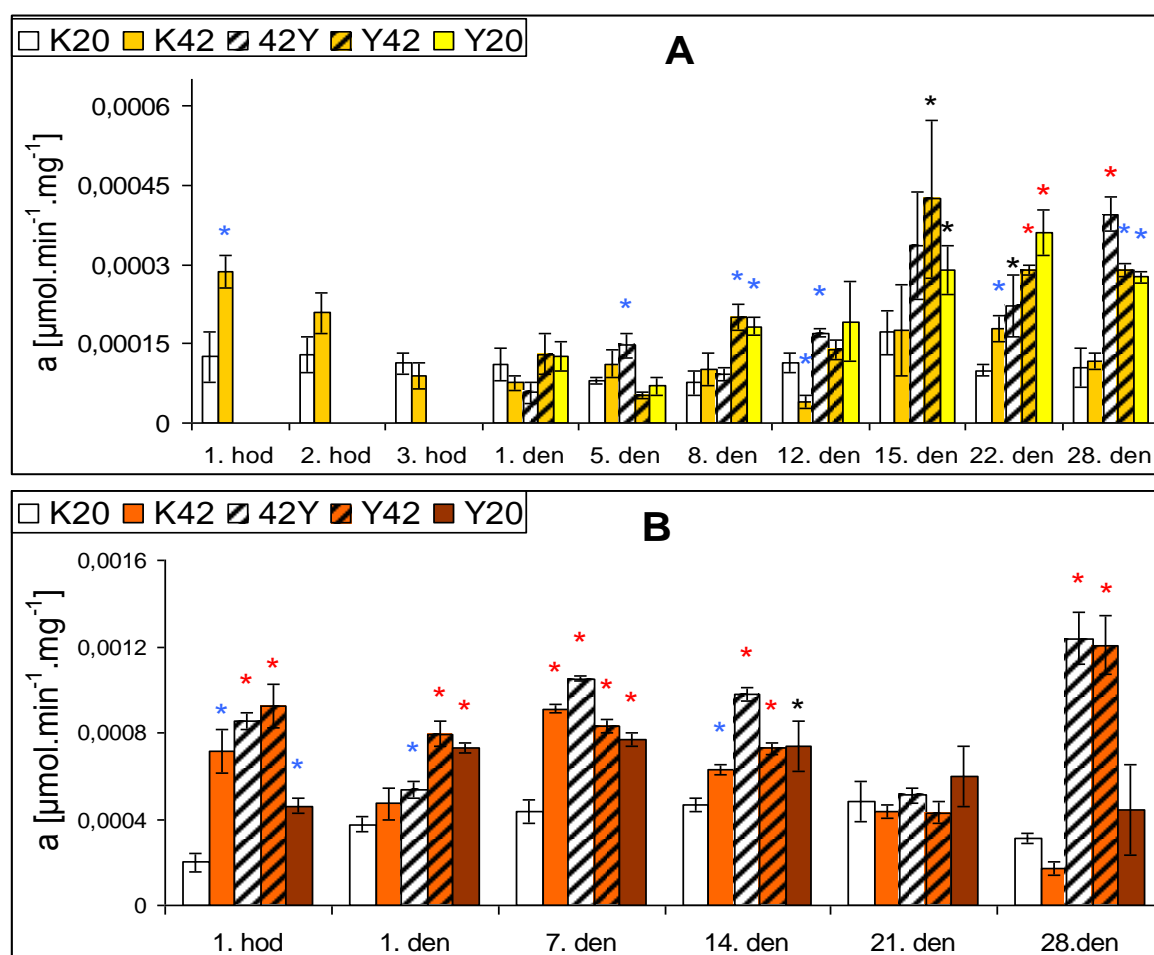 K20 K42 42Y Y42 Y20
A
a [µmol.min⁻¹.mg⁻¹]
0,0006
0,00045
0,0003
0,00015
0
* * * * * * * * * * * * * * * *
1. hod 2. hod 3. hod 1. den 5. den 8. den 12. den 15. den 22. den 28. den
K20 K42 42Y Y42 Y20
B
a [µmol.min⁻¹.mg⁻¹]
0,0016
0,0012
0,0008
0,0004
0
* * * * * * * * * * * * * * * *
1. hod 1. den 7. den 14. den 21. den 28.den